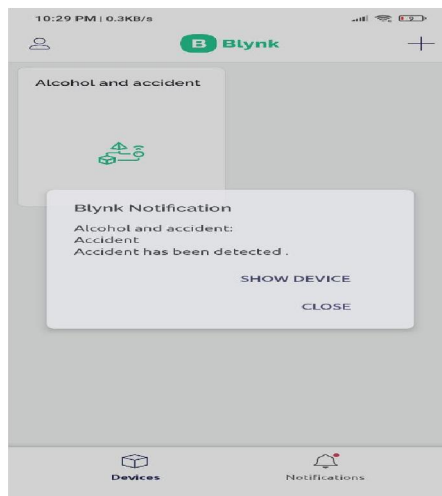 10:29 PM | 0.3KB/s
B Blynk
Alcohol and accident
Blynk Notification
Alcohol and accident:
Accident
Accident has been detected .
SHOW DEVICE
CLOSE
Devices
Notifications